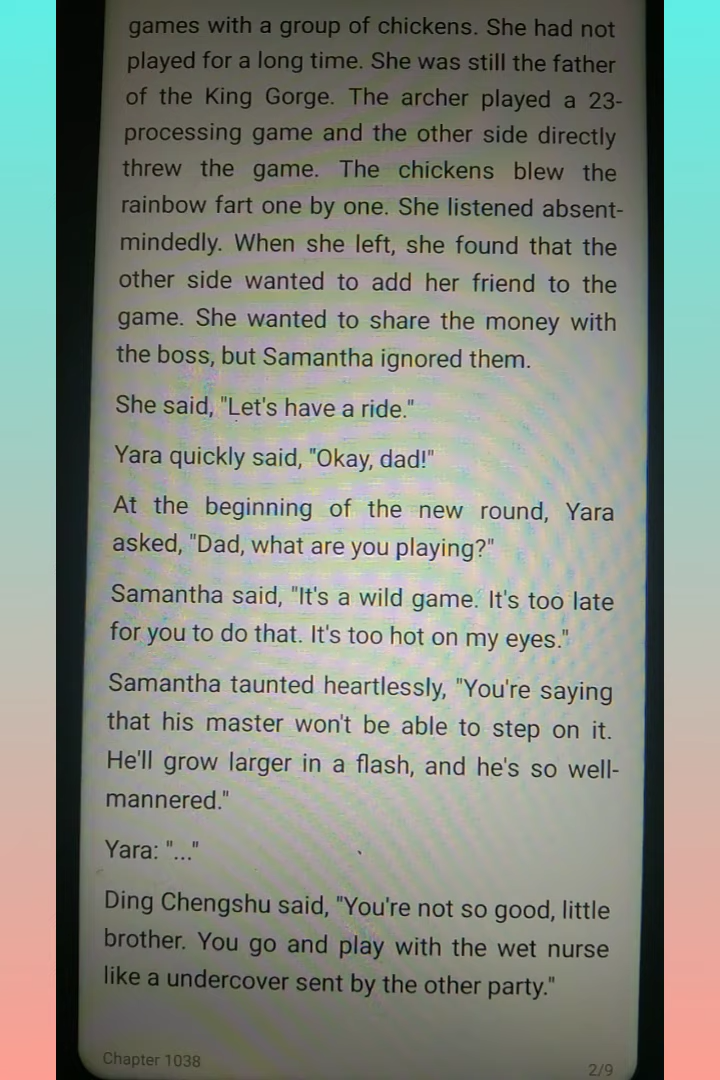 games with a group of chickens. She had not
played for a long time. She was still the father
of the King Gorge. The archer played a 23-
processing game and the other side directly
threw the game. The chickens blew the
rainbow fart one by one. She listened absent-
mindedly. When she left, she found that the
other side wanted to add her friend to the
game. She wanted to share the money with
the boss, but Samantha ignored them.
She said, "Let's have a ride."
Yara quickly said, "Okay, dad!"
At the beginning of the new round, Yara
asked, "Dad, what are you playing?"
Samantha said, "It's a wild game. It's too late
for you to do that. It's too hot on my eyes."
Samantha taunted heartlessly, "You're saying
that his master won't be able to step on it.
He'll grow larger in a flash, and he's so well-
mannered."
Yara: "..."
Ding Chengshu said, "You're not so good, little
brother. You go and play with the wet nurse
like a undercover sent by the other party."
Chapter 1038
2/9